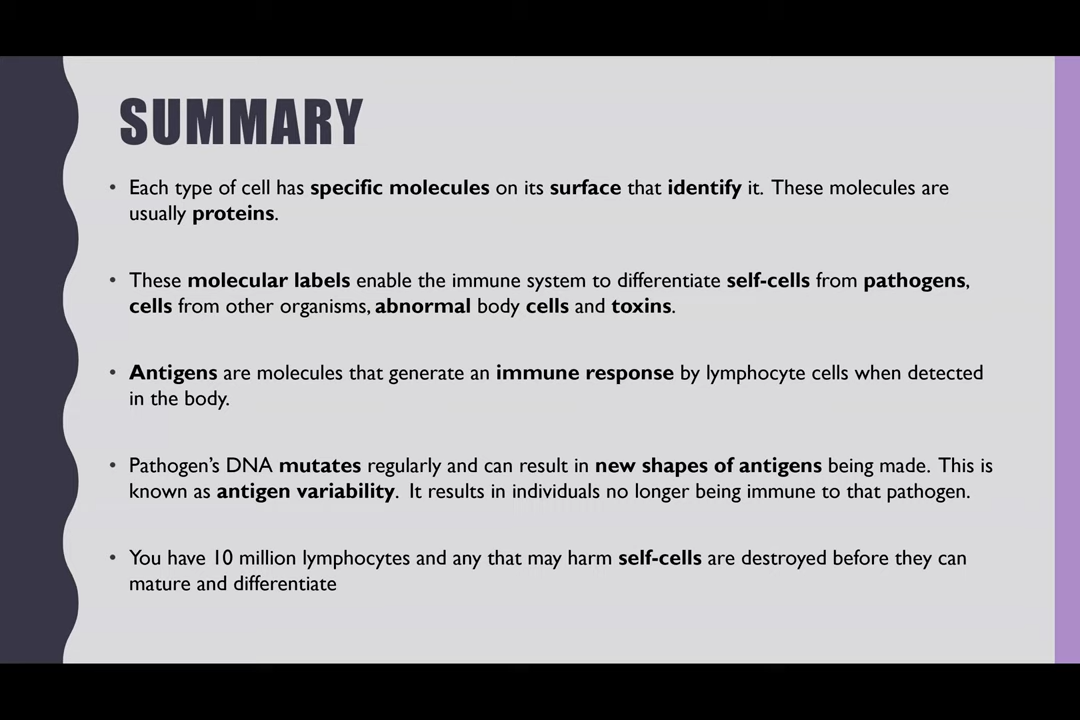 SUMMARY
• Each type of cell has specific molecules on its surface that identify it. These molecules are
usually proteins.
• These molecular labels enable the immune system to differentiate self-cells from pathogens,
cells from other organisms, abnormal body cells and toxins.
• Antigens are molecules that generate an immune response by lymphocyte cells when detected
in the body.
• Pathogen’s DNA mutates regularly and can result in new shapes of antigens being made. This is
known as antigen variability. It results in individuals no longer being immune to that pathogen.
• You have 10 million lymphocytes and any that may harm self-cells are destroyed before they can
mature and differentiate